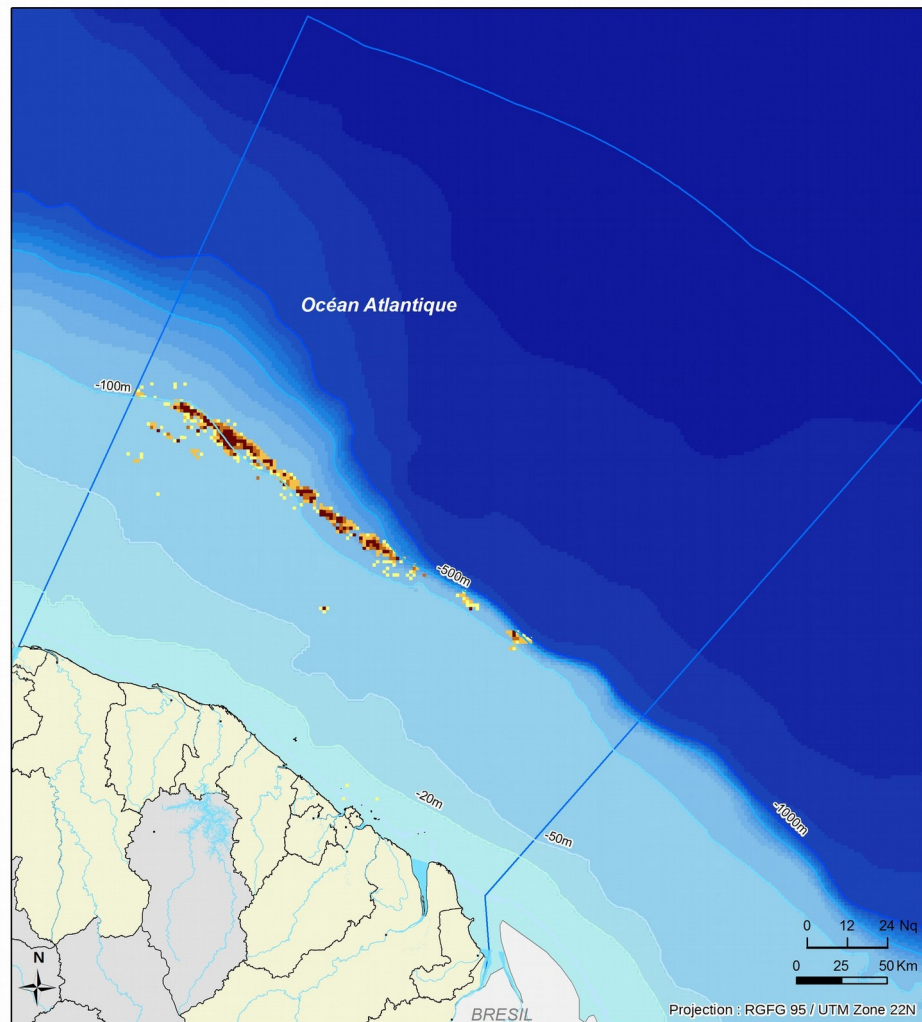 Océan Atlantique
-100m
-500m
-20m
-50m
-1000m
0 12 24 Nq
0 25 50 Km
N
Projection : RGFG 95 / UTM Zone 22N
BRESIL